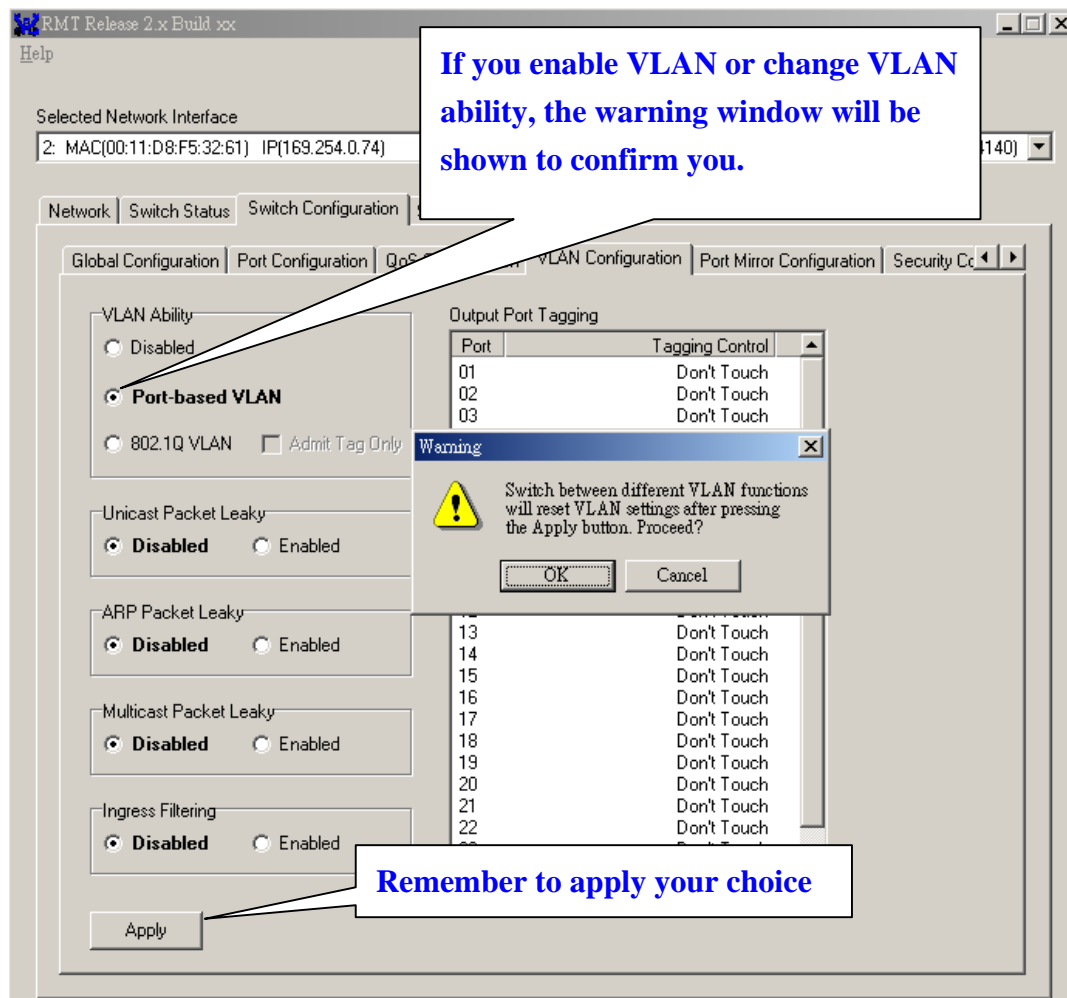 RMT Release 2.x Build xx
Help
If you enable VLAN or change VLAN
ability, the warning window will be
shown to confirm you.
Selected Network Interface
2: MAC(00:11:D8:F5:32:61) IP(169.254.0.74)
140)
Network
Switch Status
Switch Configuration
Global Configuration
Port Configuration
QoS
VLAN Configuration
Port Mirror Configuration
Security
VLAN Ability
Disabled
Port-based VLAN
802.1Q VLAN
Admit Tag Only
Unicast Packet Leaky
Disabled
Enabled
ARP Packet Leaky
Disabled
Enabled
Multicast Packet Leaky
Disabled
Enabled
Ingress Filtering
Disabled
Enabled
Apply
Output Port Tagging
Port Tagging Control
01 Don't Touch
02 Don't Touch
03 Don't Touch
Warning
Switch between different VLAN functions
will reset VLAN settings after pressing
the Apply button. Proceed?
OK
Cancel
13 Don't Touch
14 Don't Touch
15 Don't Touch
16 Don't Touch
17 Don't Touch
18 Don't Touch
19 Don't Touch
20 Don't Touch
21 Don't Touch
22 Don't Touch
Remember to apply your choice